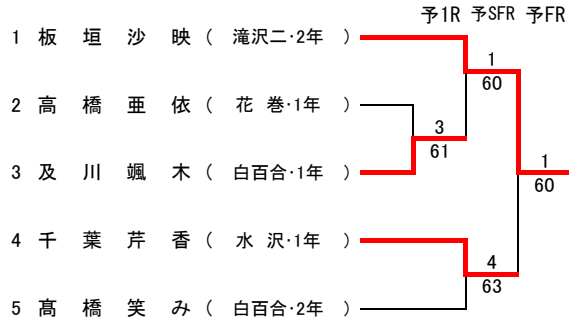 予1R 予SFR 予FR
1 板垣沙映 ( 滝沢二・2年 )
1
60
2 高橋亜依 ( 花巻・1年 )
3
61
3 及川颯木 ( 白百合・1年 )
1
60
4 千葉芹香 ( 水沢・1年 )
4
63
5 髙橋笑み ( 白百合・2年 )